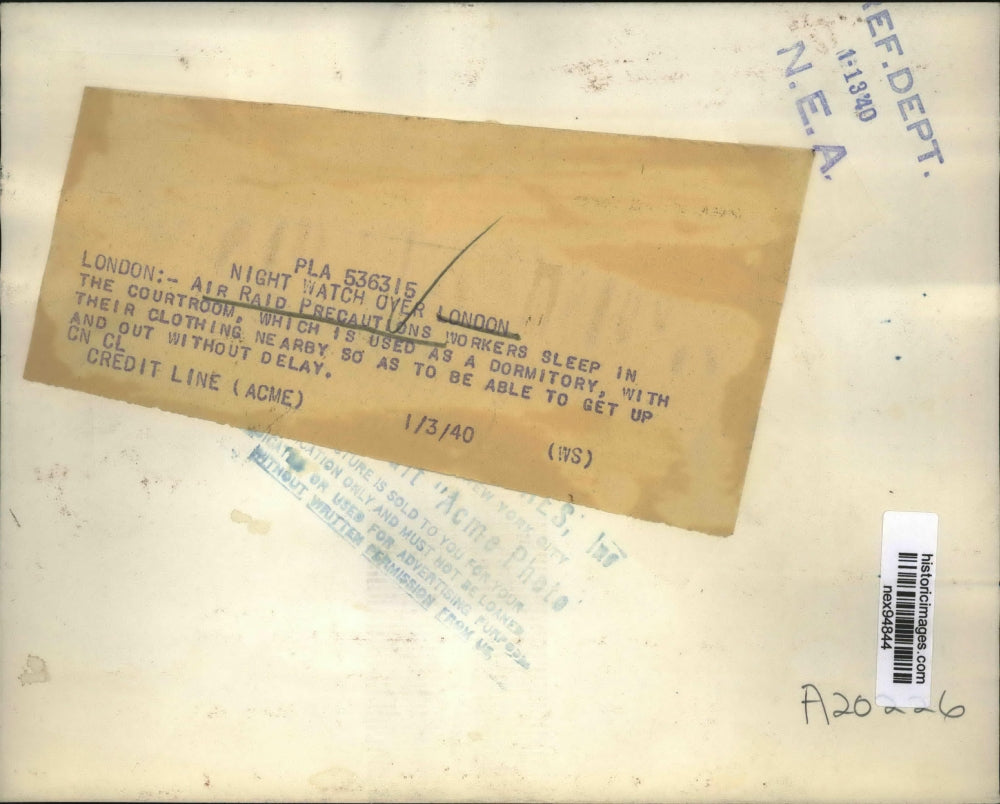 REF.DEPT.
1-13'40
N.E.A.
PLA 536315
NIGHT WATCH OVER LONDON
LONDON:- AIR RAID PRECAUTIONS WORKERS SLEEP IN
THE COURTROOM, WHICH IS USED AS A DORMITORY, WITH
THEIR CLOTHING NEARBY SO AS TO BE ABLE TO GET UP
AND OUT WITHOUT DELAY.
CN CL
CREDIT LINE (ACME)
1/3/40
(WS)
INC
NEW YORK CITY
"Acme Photo
PICTURE IS SOLD TO YOU FOR YOUR
PUBLICATION ONLY AND MUST NOT BE LOANED
OR USED FOR ADVERTISING PURPOSES
WITHOUT WRITTEN PERMISSION FROM US
historicimages.com
nex94844
A20226